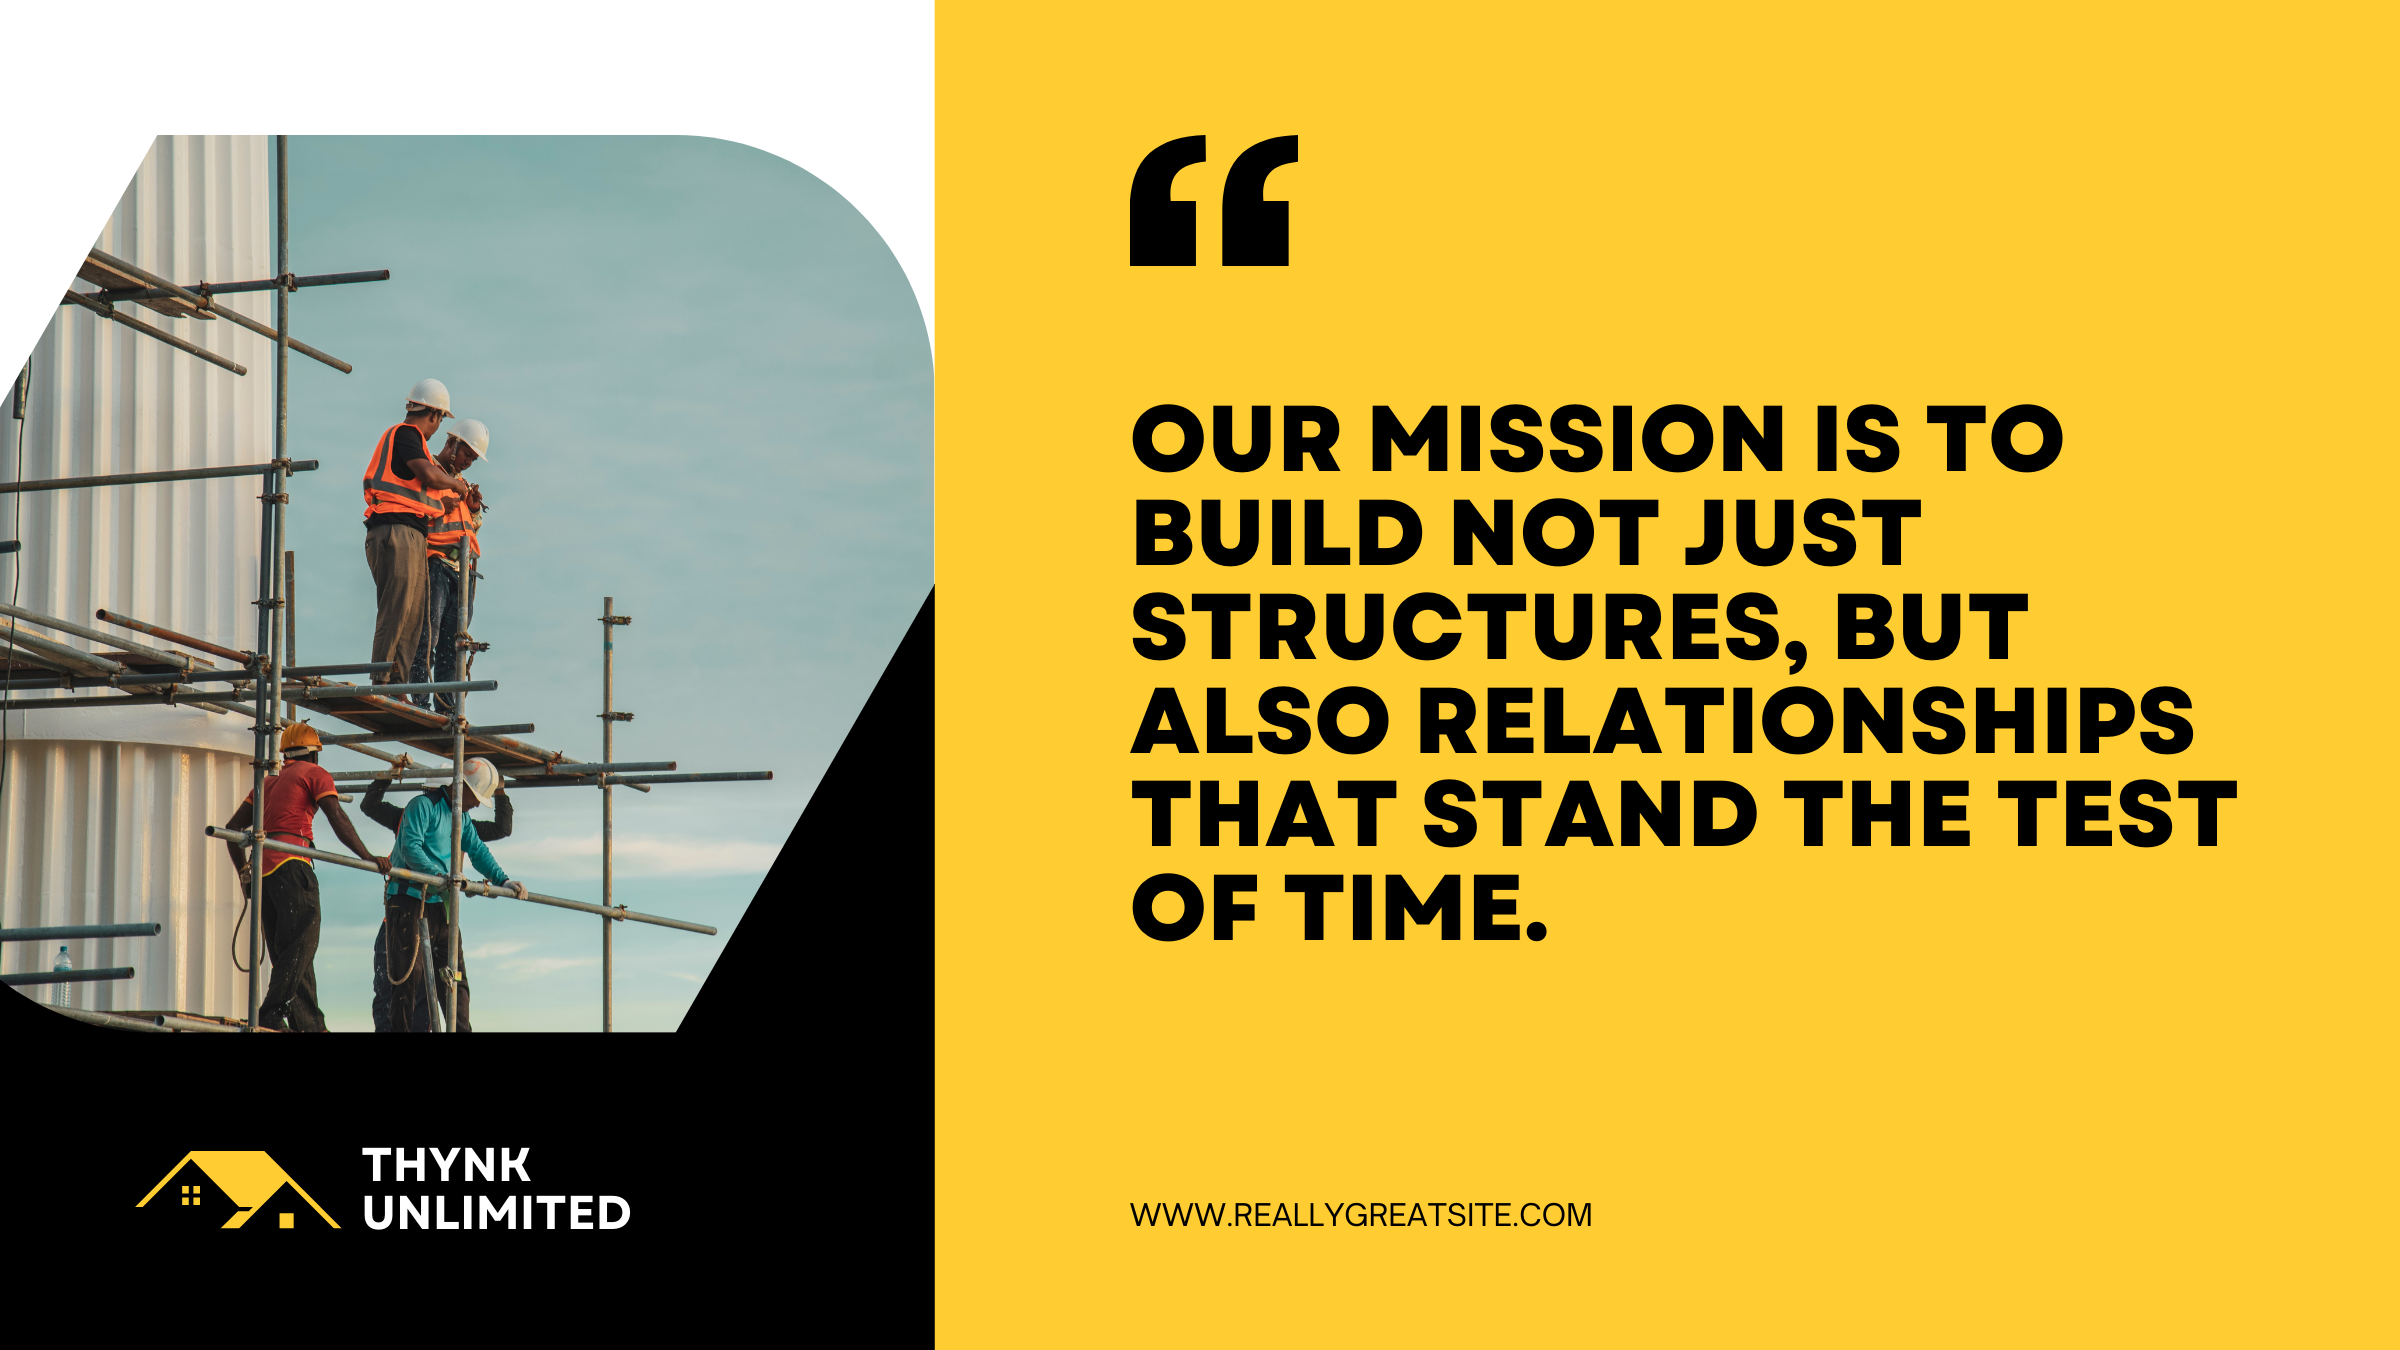 OUR MISSION IS TO
BUILD NOT JUST
STRUCTURES, BUT
ALSO RELATIONSHIPS
THAT STAND THE TEST
OF TIME.
THYNK
UNLIMITED
WWW.REALLYGREATSITE.COM